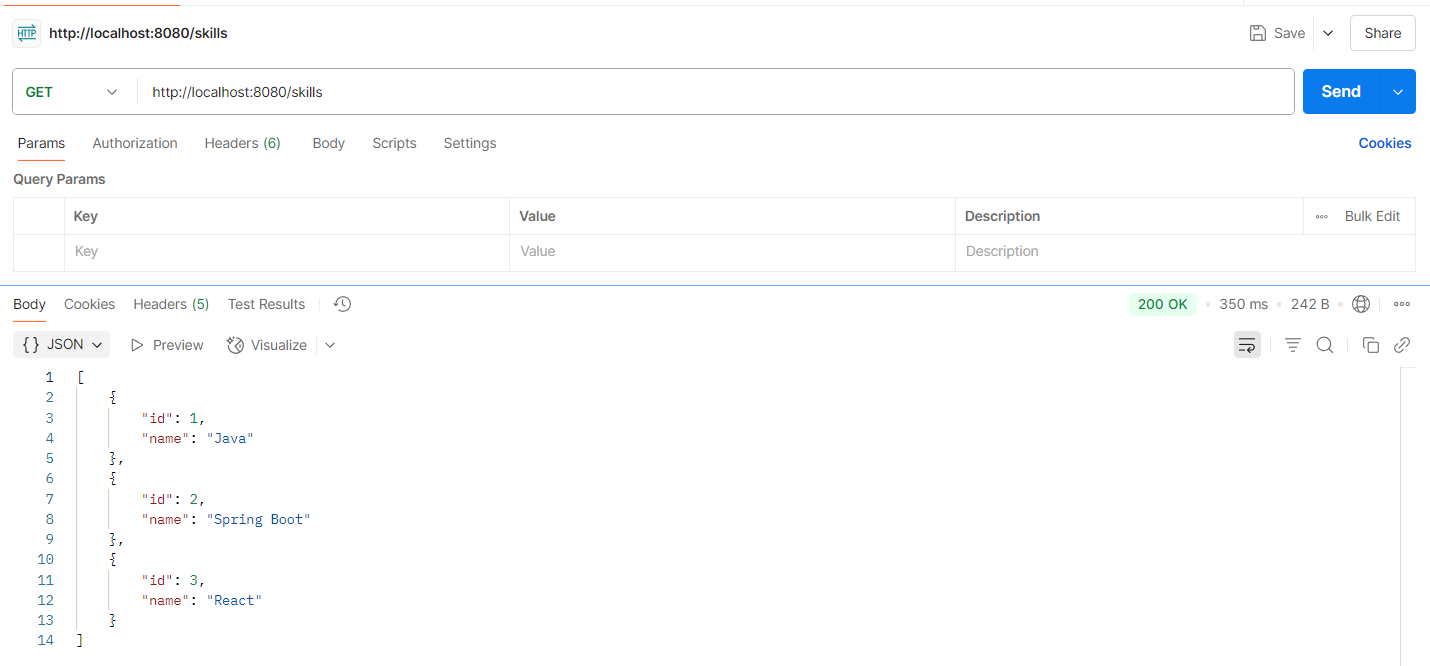 HTTP http://localhost:8080/skills Save Share
GET http://localhost:8080/skills Send
Params Authorization Headers (6) Body Scripts Settings Cookies
Query Params
Key Value Description Bulk Edit
Key Value Description
Body Cookies Headers (5) Test Results 200 OK 350 ms 242 B
{} JSON Preview Visualize
1 [
2 {
3 "id": 1,
4 "name": "Java"
5 },
6 {
7 "id": 2,
8 "name": "Spring Boot"
9 },
10 {
11 "id": 3,
12 "name": "React"
13 }
14 ]